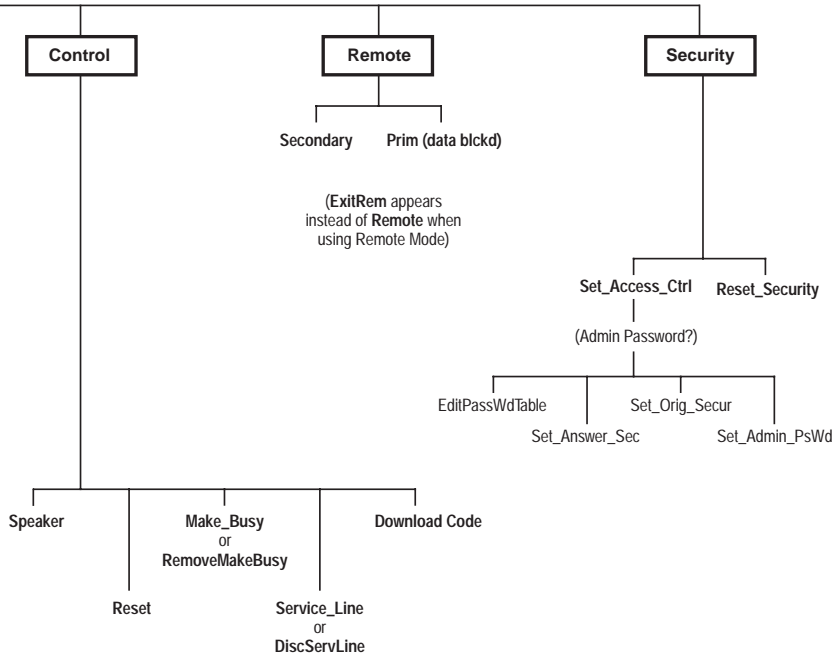 Control
Remote
Security
Secondary
Prim (data blckd)
(ExitRem appears
instead of Remote when
using Remote Mode)
Set_Access_Ctrl
Reset_Security
(Admin Password?)
EditPassWdTable
Set_Orig_Secur
Set_Answer_Sec
Set_Admin_PsWd
Speaker
Make_Busy
or
RemoveMakeBusy
Download Code
Reset
Service_Line
or
DiscServLine